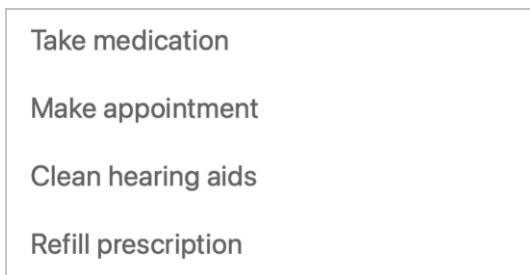 Take medication
Make appointment
Clean hearing aids
Refill prescription